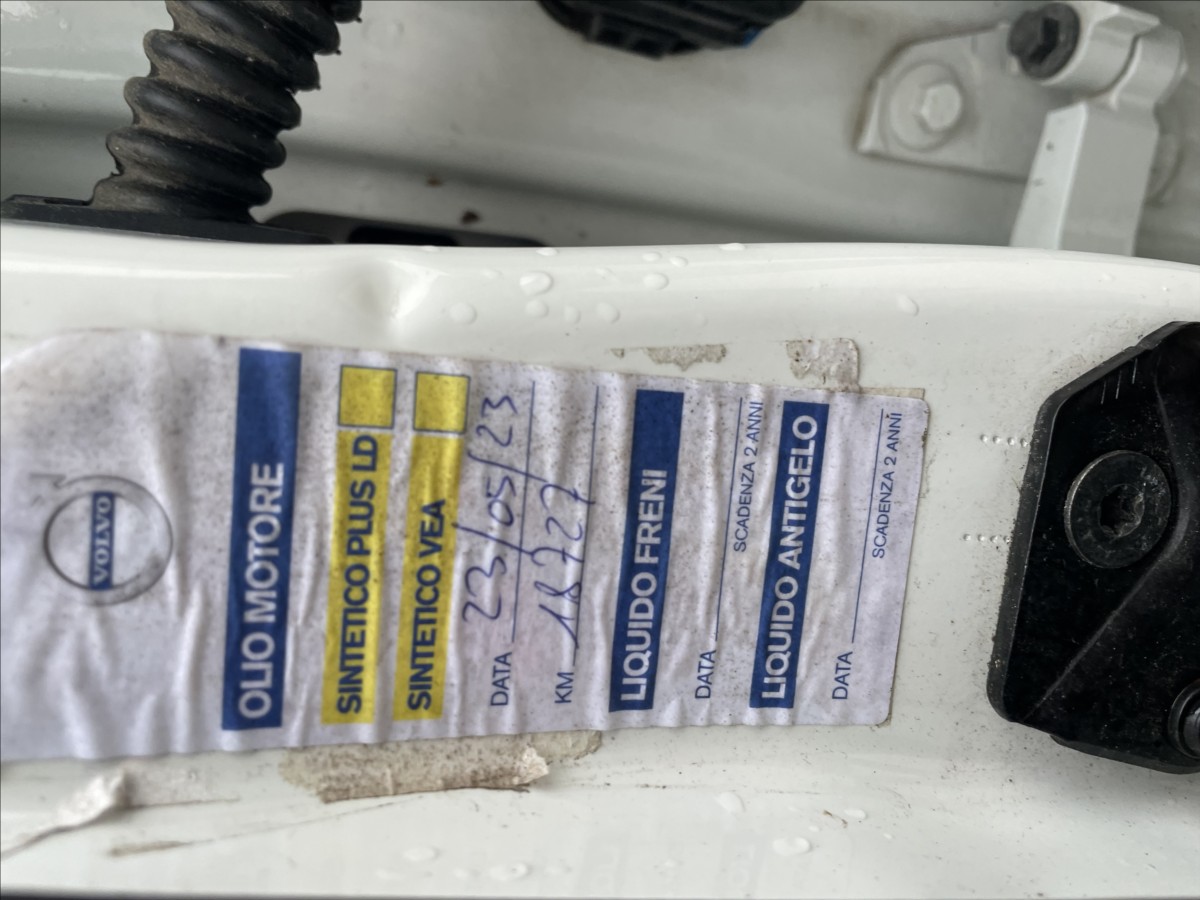 VOLVO
OLIO MOTORE
SINTETICO PLUS LD
SINTETICO VEA
DATA 23/05/23
KM 18727
LIQUIDO FRENI
DATA
SCADENZA 2 ANNI
LIQUIDO ANTIGELO
DATA
SCADENZA 2 ANNI